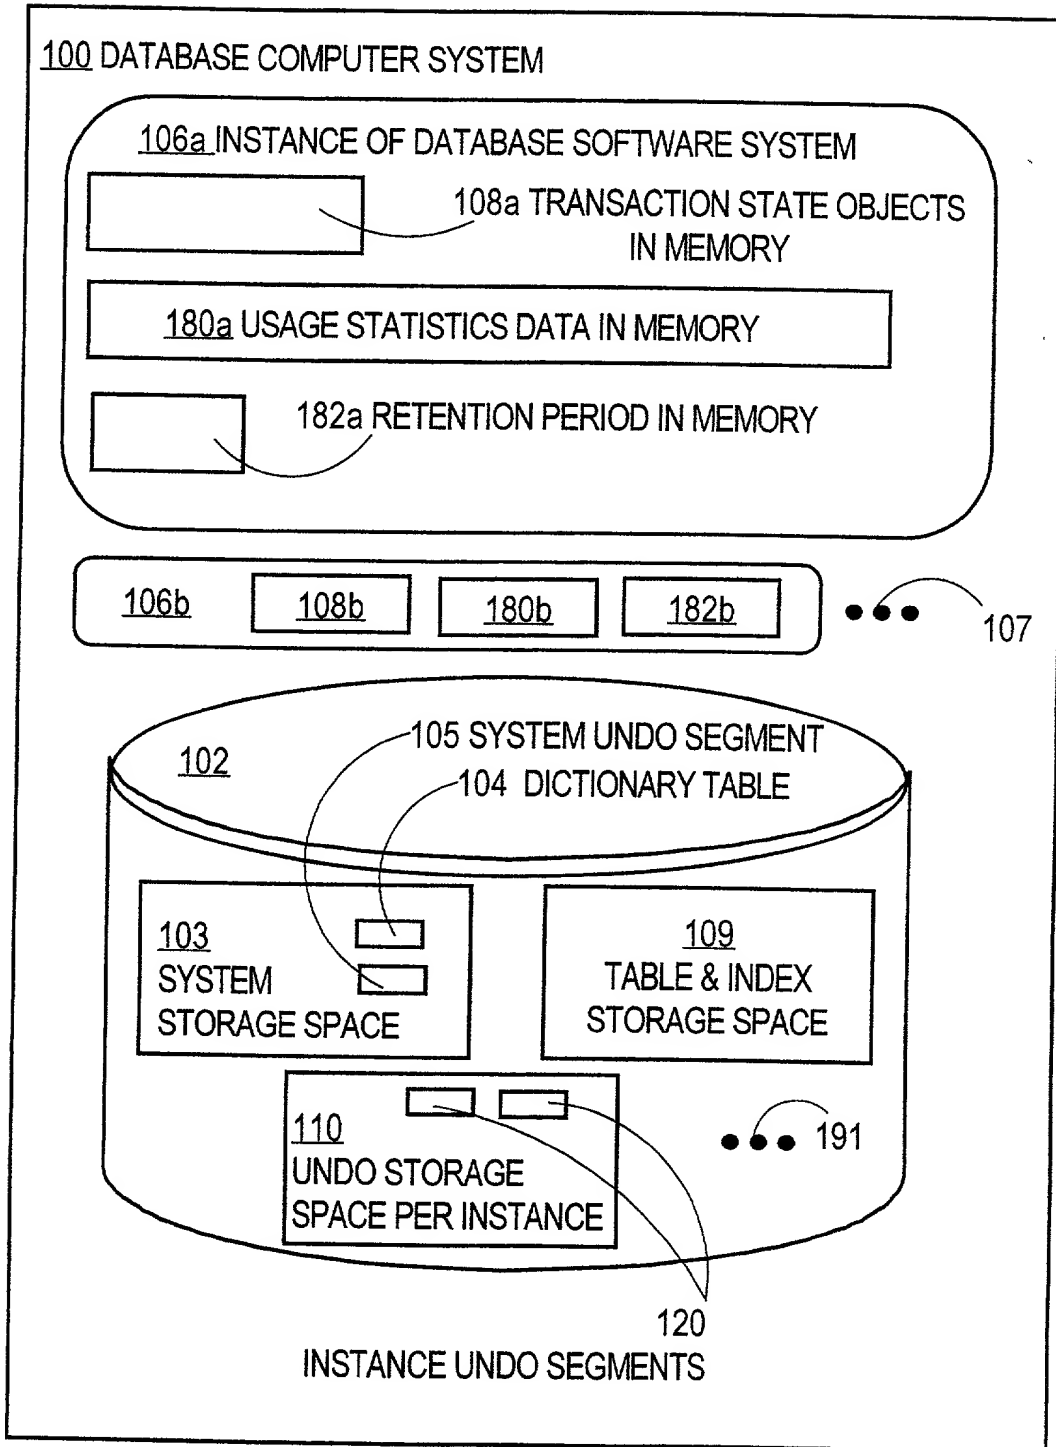 100 DATABASE COMPUTER SYSTEM
106a INSTANCE OF DATABASE SOFTWARE SYSTEM
108a TRANSACTION STATE OBJECTS
IN MEMORY
180a USAGE STATISTICS DATA IN MEMORY
182a RETENTION PERIOD IN MEMORY
106b 108b 180b 182b
107
105 SYSTEM UNDO SEGMENT
102
104 DICTIONARY TABLE
103
SYSTEM
STORAGE SPACE
109
TABLE & INDEX
STORAGE SPACE
110
UNDO STORAGE
SPACE PER INSTANCE
191
120
INSTANCE UNDO SEGMENTS